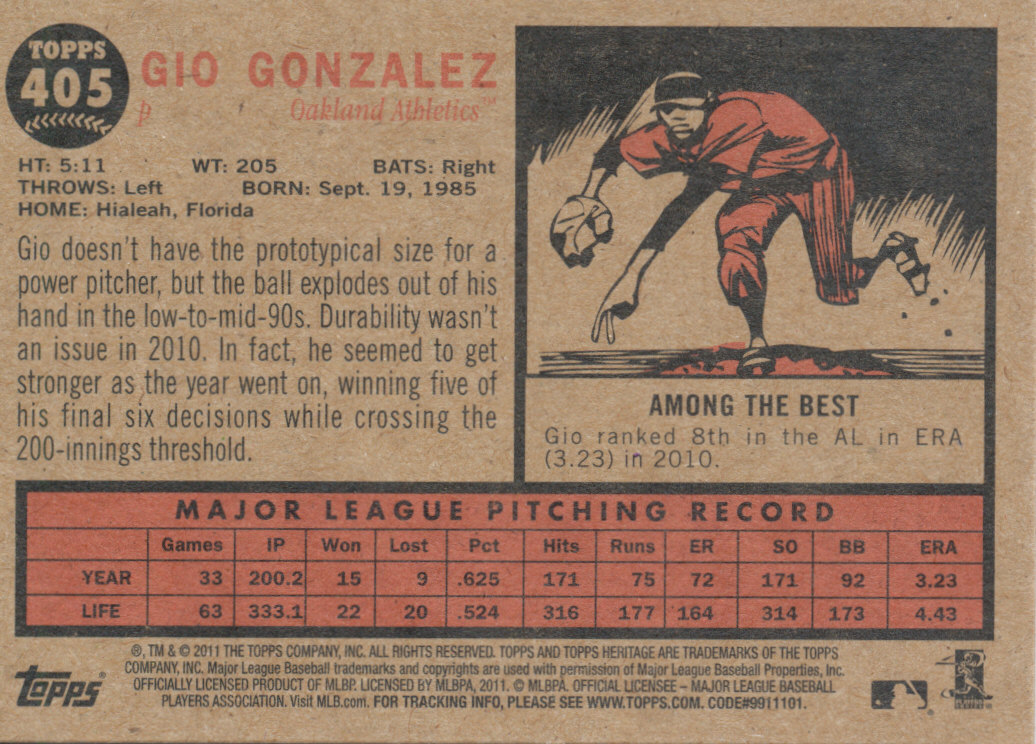 TOPPS
405
GIO GONZALEZ
p Oakland Athletics™
HT: 5:11 WT: 205 BATS: Right
THROWS: Left BORN: Sept. 19, 1985
HOME: Hialeah, Florida
Gio doesn't have the prototypical size for a
power pitcher, but the ball explodes out of his
hand in the low-to-mid-90s. Durability wasn't
an issue in 2010. In fact, he seemed to get
stronger as the year went on, winning five of
his final six decisions while crossing the
200-innings threshold.
AMONG THE BEST
Gio ranked 8th in the AL in ERA
(3.23) in 2010.
MAJOR LEAGUE PITCHING RECORD
Games IP Won Lost Pct Hits Runs ER SO BB ERA
YEAR 33 200.2 15 9 .625 171 75 72 171 92 3.23
LIFE 63 333.1 22 20 .524 316 177 164 314 173 4.43
®, TM & © 2011 THE TOPPS COMPANY, INC. ALL RIGHTS RESERVED. TOPPS AND TOPPS HERITAGE ARE TRADEMARKS OF THE TOPPS
COMPANY, INC. Major League Baseball trademarks and copyrights are used with permission of Major League Baseball Properties, Inc.
OFFICIALLY LICENSED PRODUCT OF MLBP. LICENSED BY MLBPA, 2011. © MLBPA. OFFICIAL LICENSEE – MAJOR LEAGUE BASEBALL
PLAYERS ASSOCIATION. Visit MLB.com. FOR TRACKING INFO, PLEASE SEE WWW.TOPPS.COM. CODE#9911101.
topps®